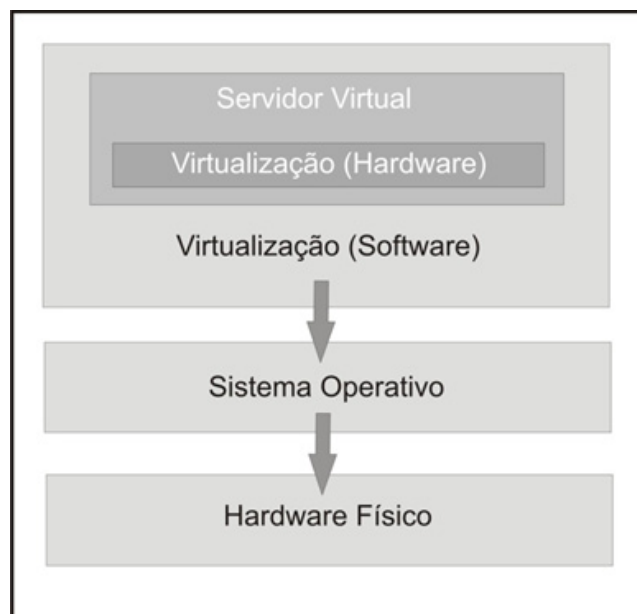 Servidor Virtual
Virtualização (Hardware)
Virtualização (Software)
Sistema Operativo
Hardware Físico